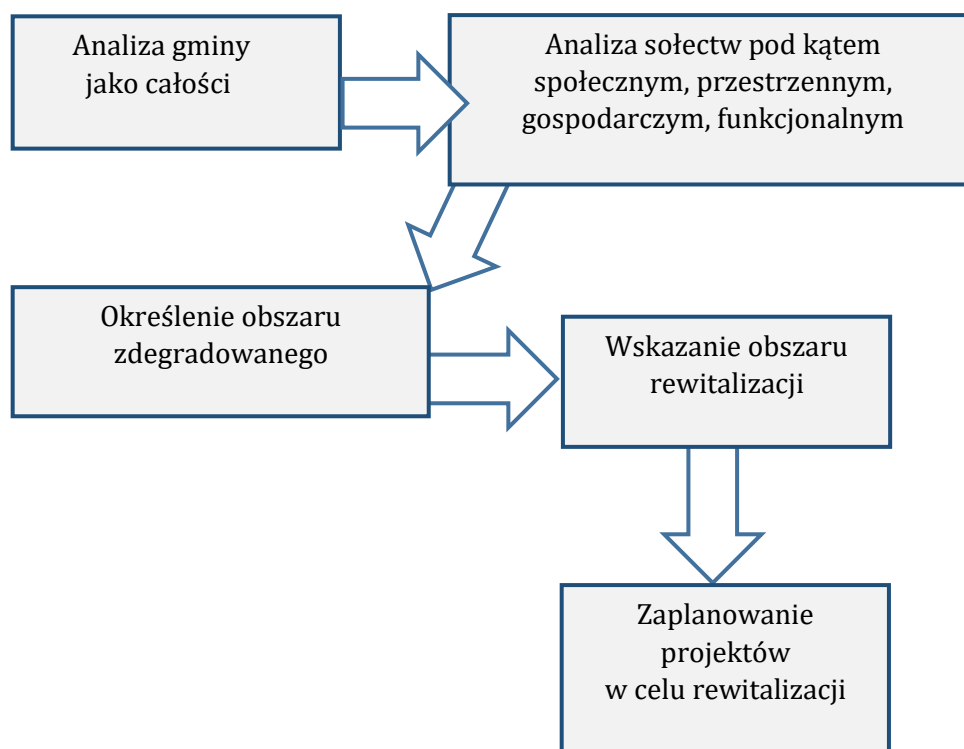 Analiza gminy
jako całości
Analiza sołectw pod kątem
społecznym, przestrzennym,
gospodarczym, funkcjonalnym
Określenie obszaru
zdegradowanego
Wskazanie obszaru
rewitalizacji
Zaplanowanie
projektów
w celu rewitalizacji